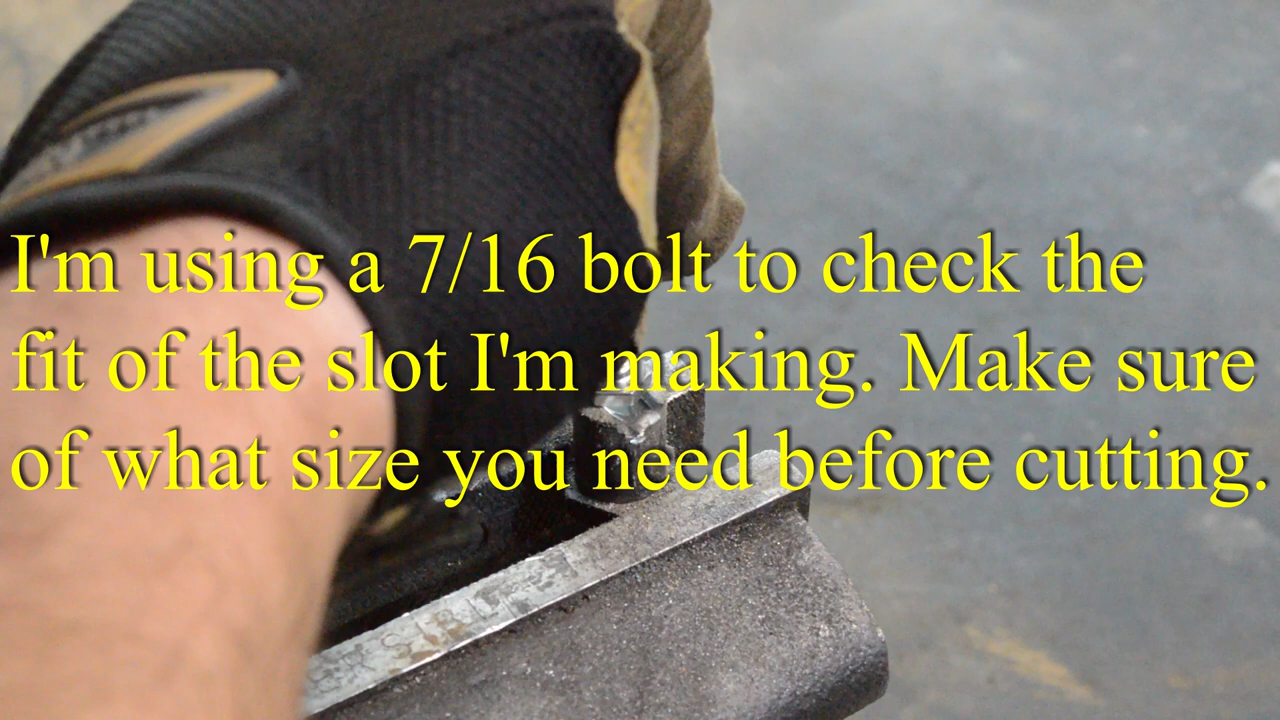 I'm using a 7/16 bolt to check the
fit of the slot I'm making. Make sure
of what size you need before cutting.